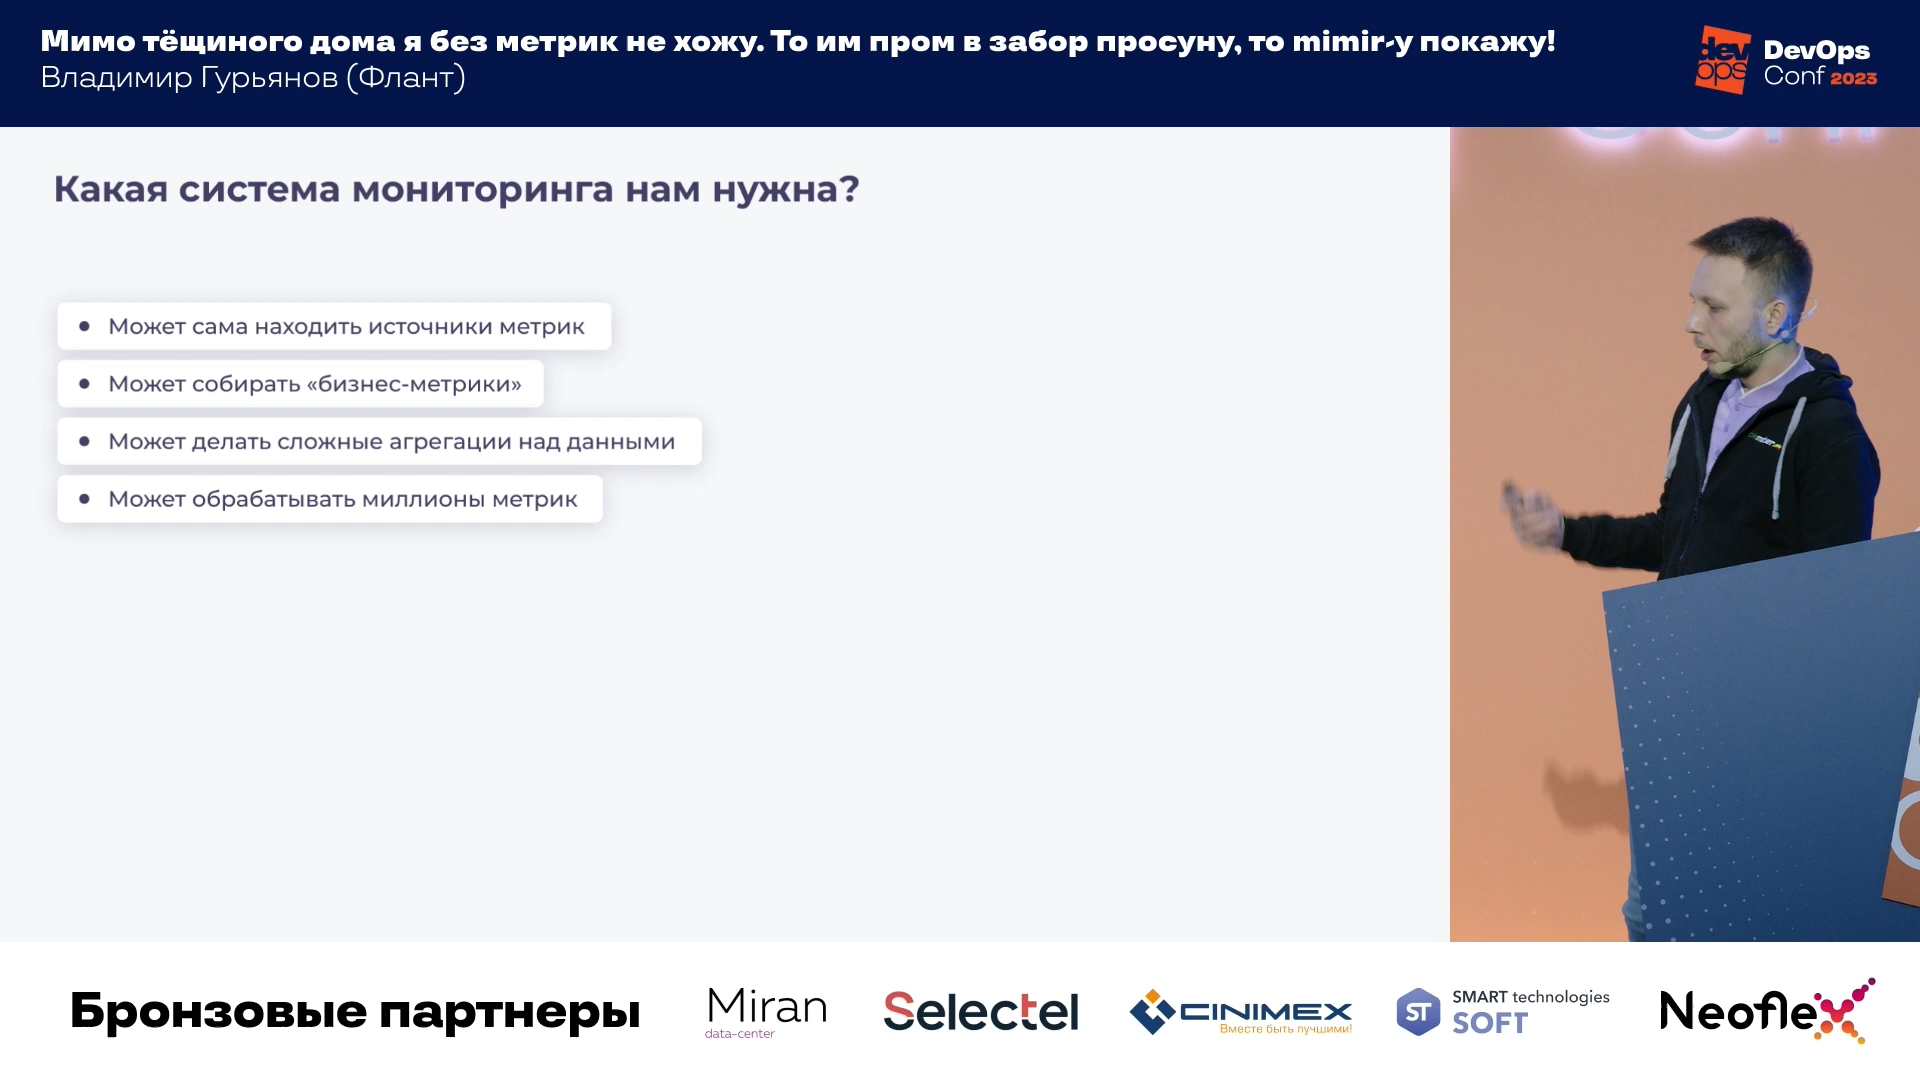 Мимо тёщиного дома я без метрик не хожу. То им пром в забор просуну, то mimir-у покажу!
Владимир Гурьянов (Флант)
dev
ops
DevOps
Conf 2023
Какая система мониторинга нам нужна?
• Может сама находить источники метрик
• Может собирать «бизнес-метрики»
• Может делать сложные агрегации над данными
• Может обрабатывать миллионы метрик
Бронзовые партнеры
Miran
data-center
Selectel
CINIMEX
Вместе быть лучшими!
ST
SMART technologies
SOFT
Neoflex